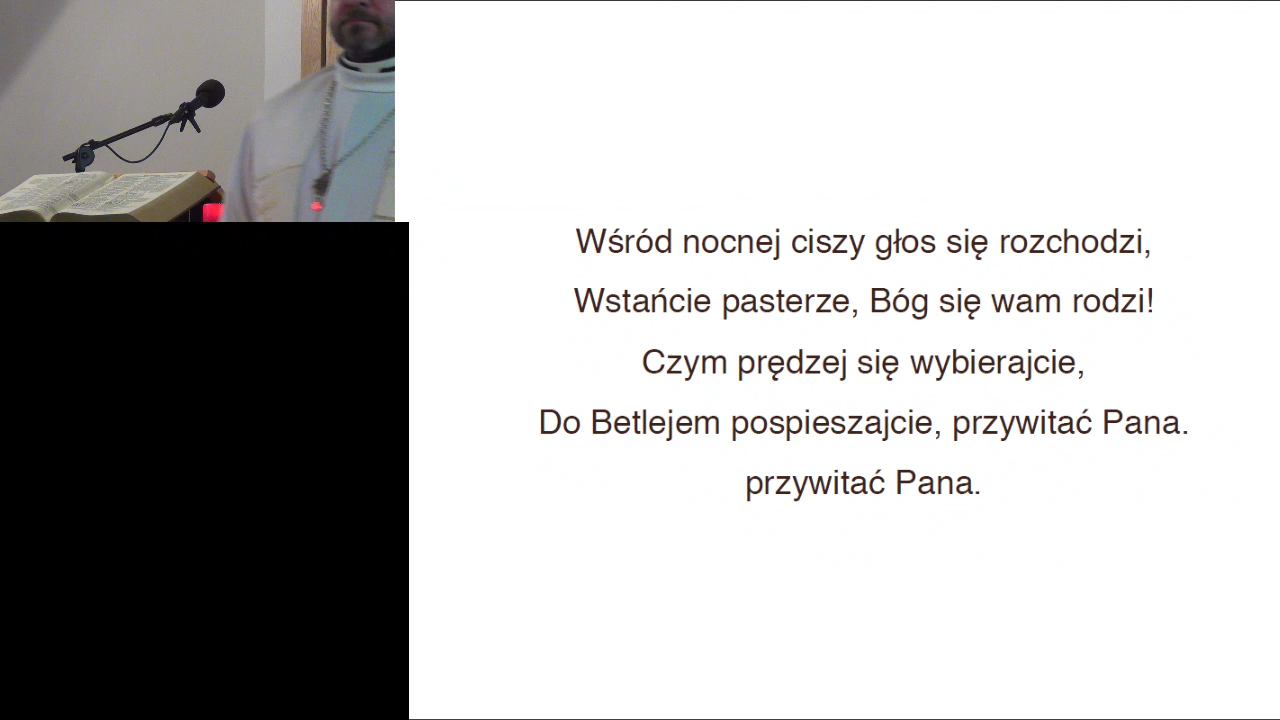 Wśród nocnej ciszy głos się rozchodzi,
Wstańcie pasterze, Bóg się wam rodzi!
Czym prędzej się wybierajcie,
Do Betlejem pospieszajcie, przywitać Pana.
przywitać Pana.